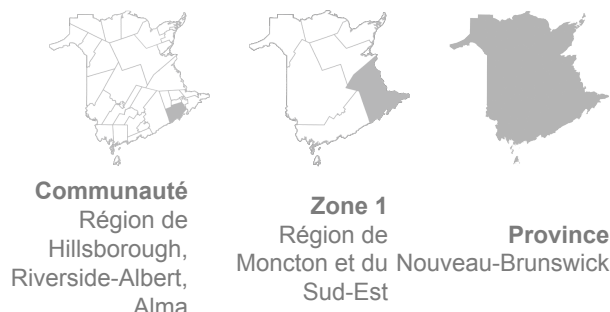 Communauté
Région de
Hillsborough,
Riverside-Albert,
Alma
Zone 1
Région de
Moncton et du
Sud-Est
Province
Nouveau-Brunswick